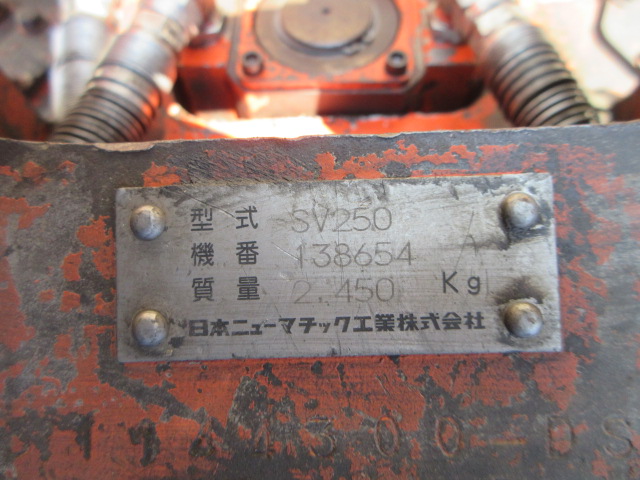 型式 SV250
機番 138654
質量 2,450 Kg
日本ニューマチック工業株式会社